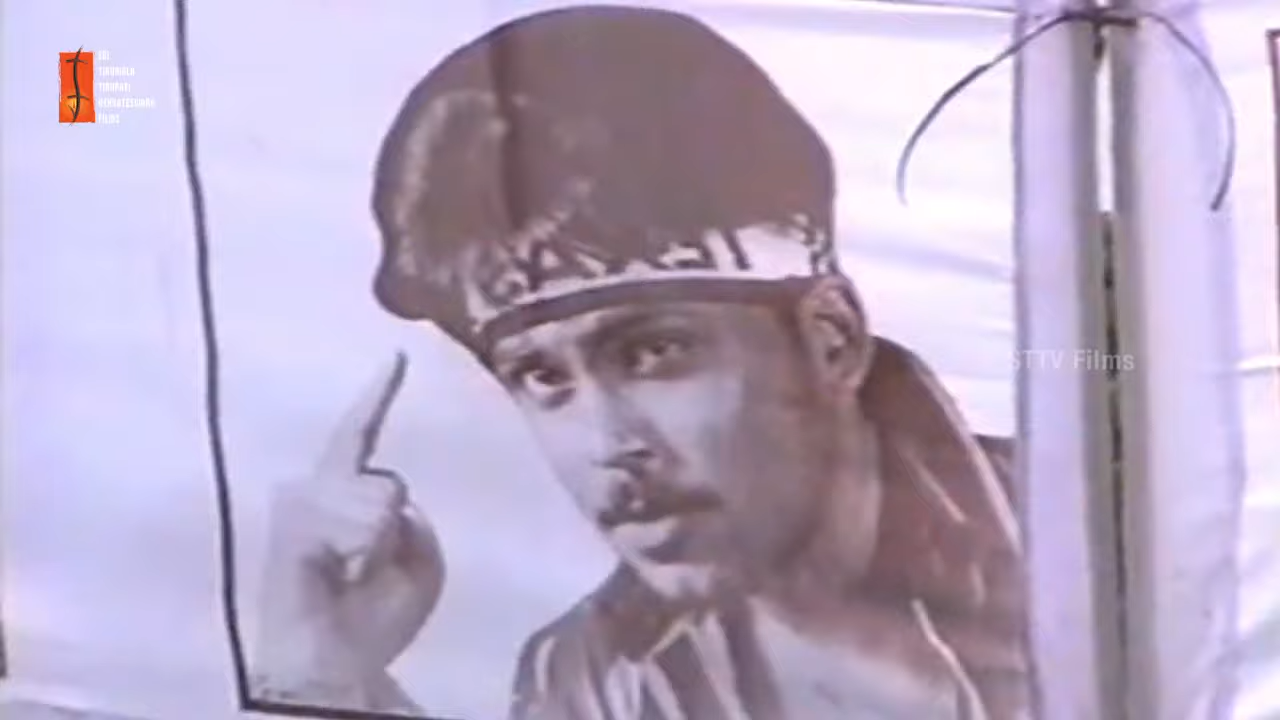 SRI
TIRUMALA
TIRUPATI
VENKATESWARA
FILMS
STTV Films